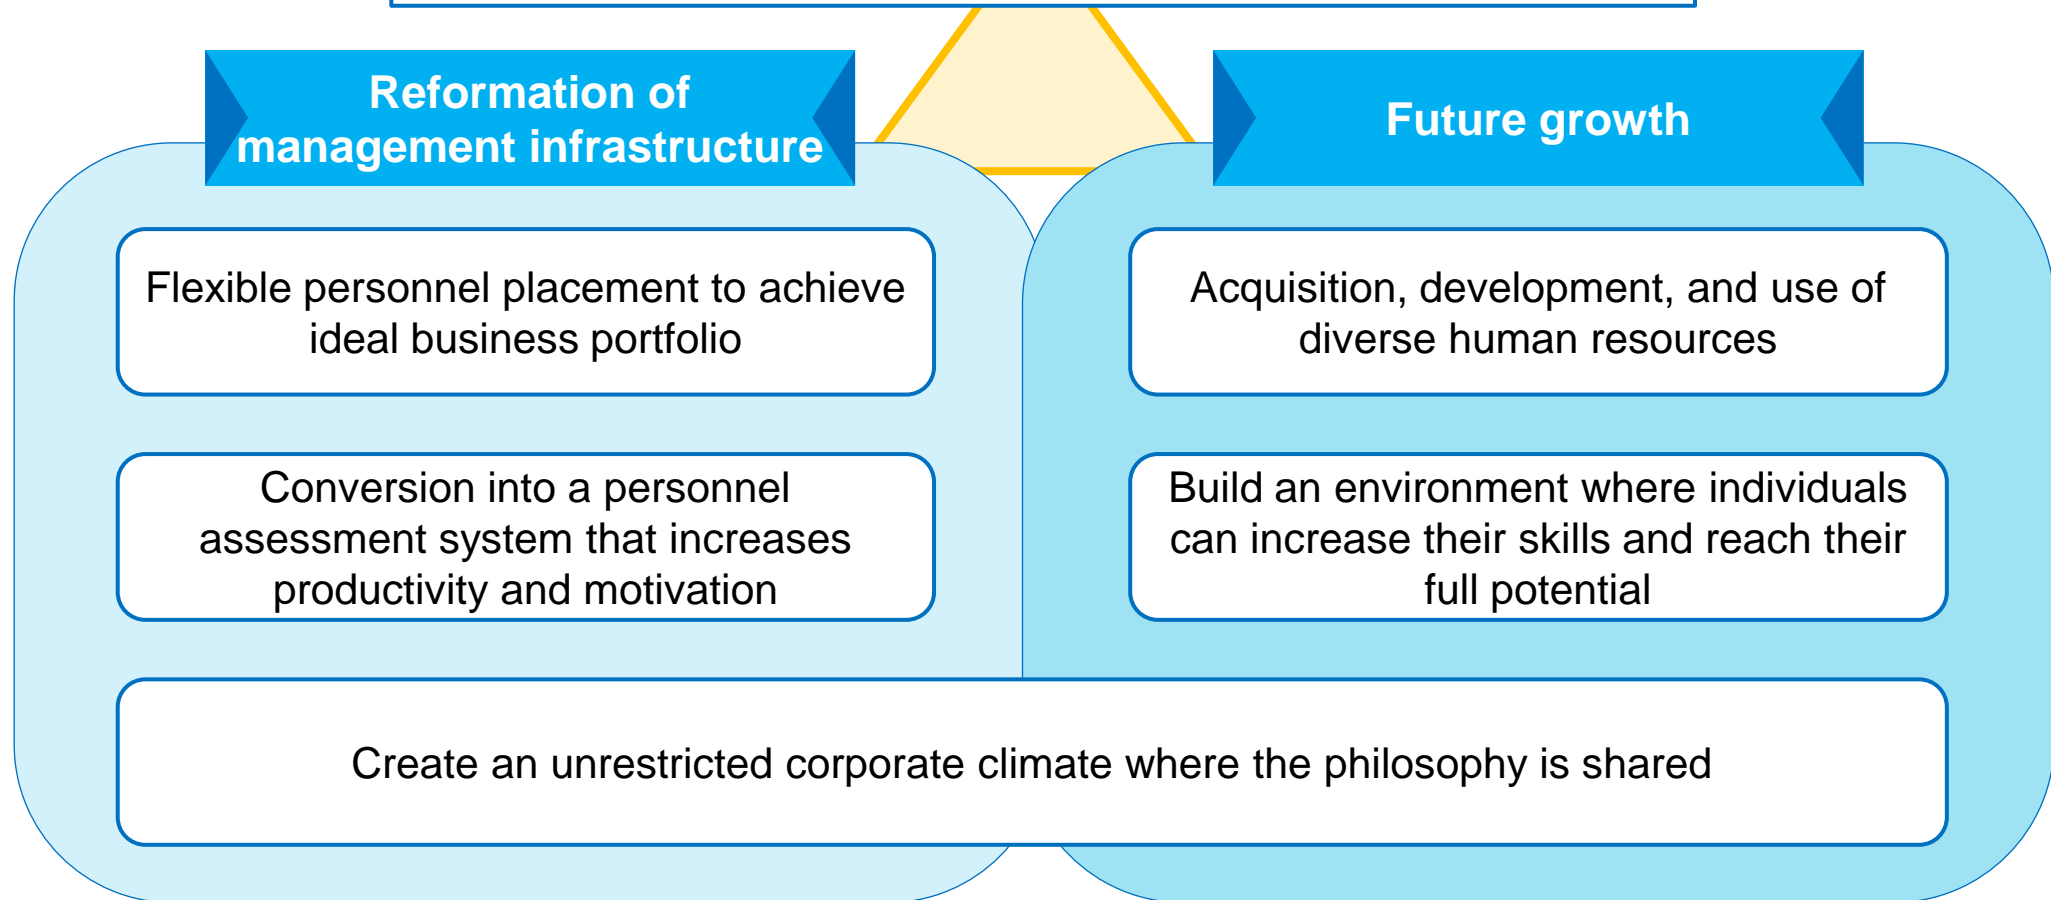 Reformation of
management infrastructure
Future growth
Flexible personnel placement to achieve
ideal business portfolio
Acquisition, development, and use of
diverse human resources
Conversion into a personnel
assessment system that increases
productivity and motivation
Build an environment where individuals
can increase their skills and reach their
full potential
Create an unrestricted corporate climate where the philosophy is shared